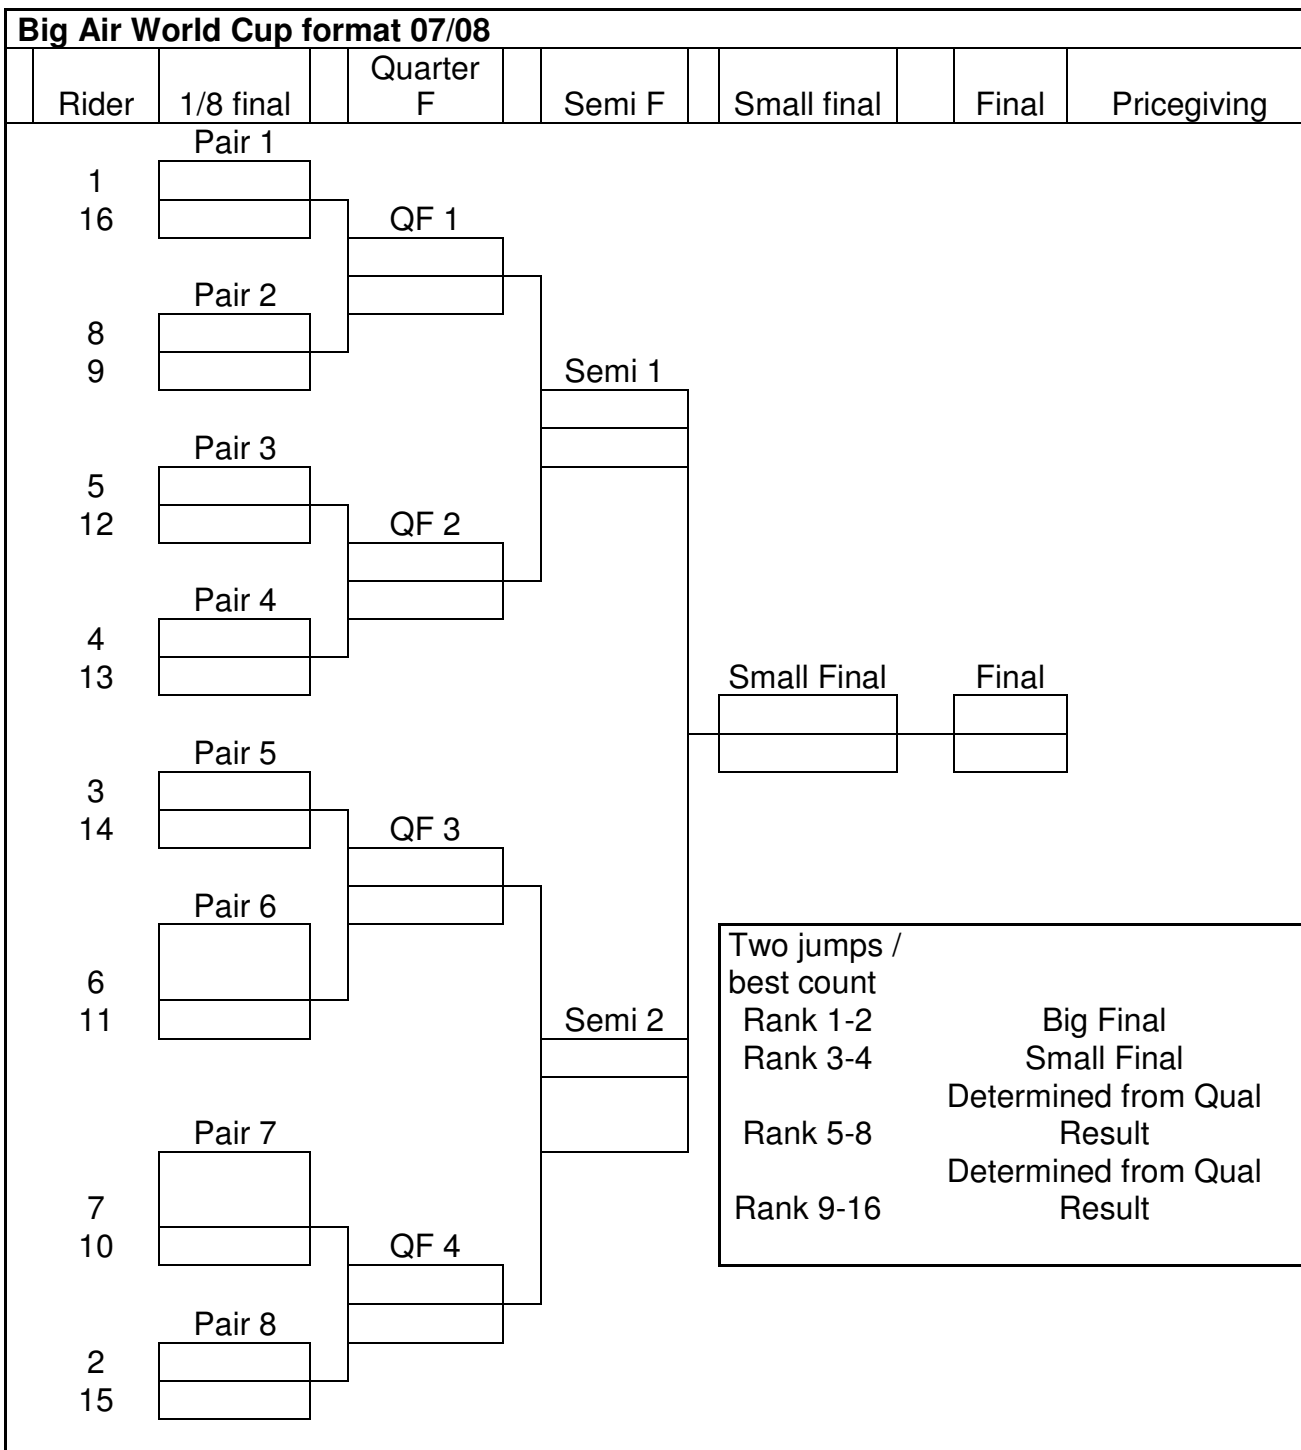 Big Air World Cup format 07/08
Rider 1/8 final Quarter F Semi F Small final Final Pricegiving
Pair 1
1
16 QF 1
Pair 2
8
9 Semi 1
Pair 3
5
12 QF 2
Pair 4
4
13 Small Final Final
Pair 5
3
14 QF 3
Pair 6
Two jumps /
6 best count
11 Semi 2 Rank 1-2 Big Final
Rank 3-4 Small Final
Determined from Qual
Pair 7 Rank 5-8 Result
Determined from Qual
7 Rank 9-16 Result
10 QF 4
Pair 8
2
15